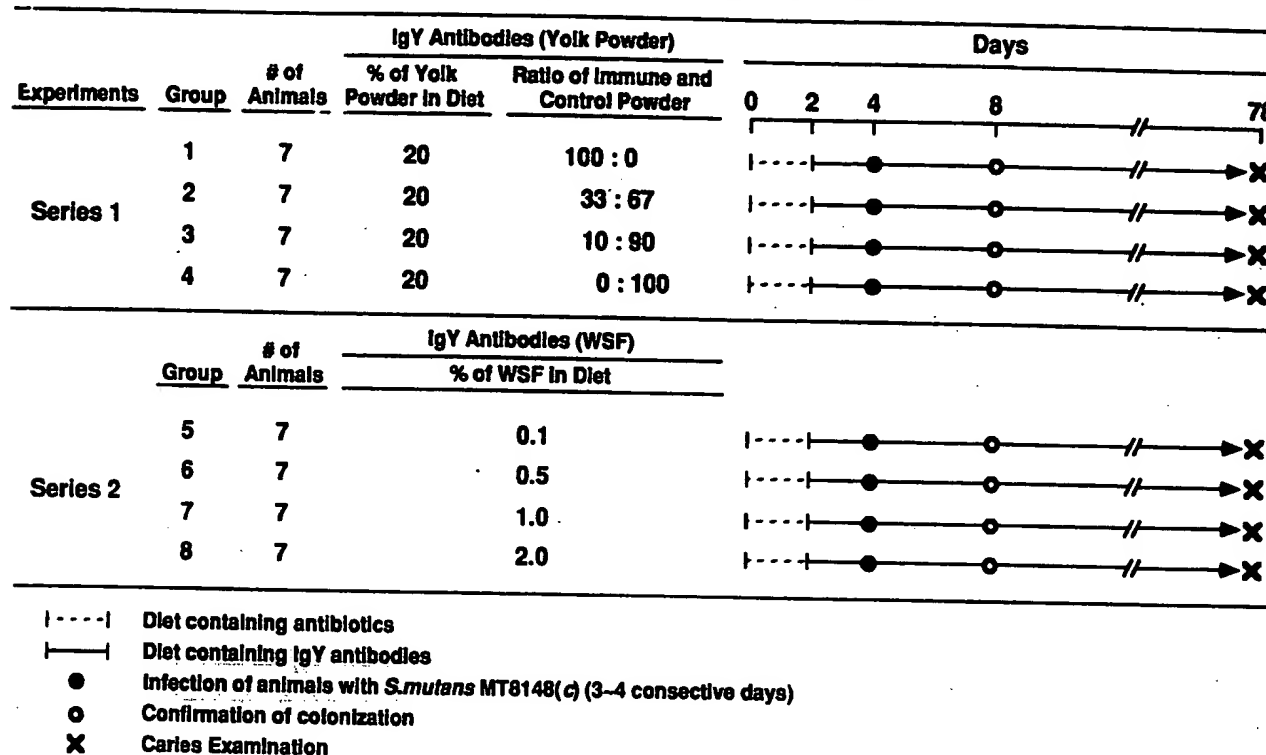 IgY Antibodies (Yolk Powder) Days
Experiments Group # of Animals % of Yolk Powder in Diet Ratio of Immune and Control Powder 0 2 4 8 78
1 7 20 100 : 0
Series 1 2 7 20 33 : 67
3 7 20 10 : 90
4 7 20 0 : 100
IgY Antibodies (WSF)
Group # of Animals % of WSF in Diet
5 7 0.1
Series 2 6 7 0.5
7 7 1.0
8 7 2.0
Diet containing antibiotics
Diet containing IgY antibodies
Infection of animals with S.mutans MT8148(c) (3–4 consective days)
Confirmation of colonization
Caries Examination